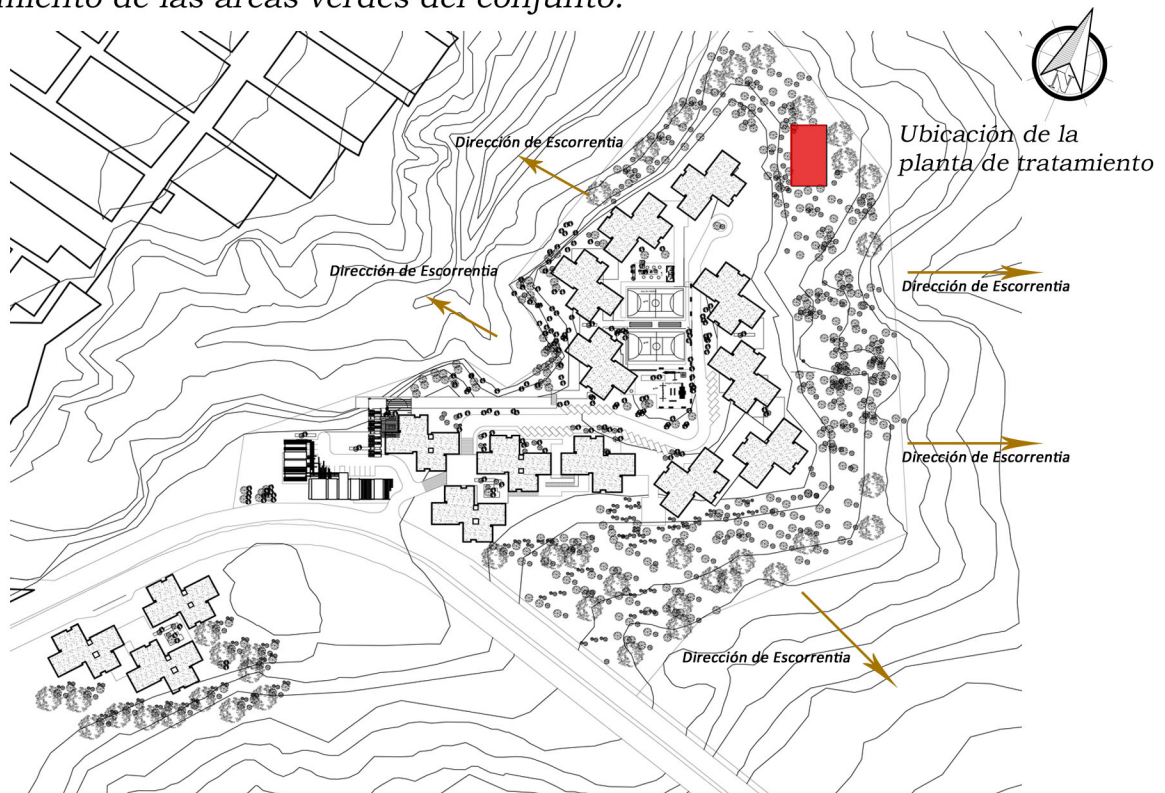 miento de las áreas verdes del conjunto.
N
Dirección de Escorrentia
Ubicación de la
planta de tratamiento
Dirección de Escorrentia
Dirección de Escorrentia
Dirección de Escorrentia
Dirección de Escorrentia